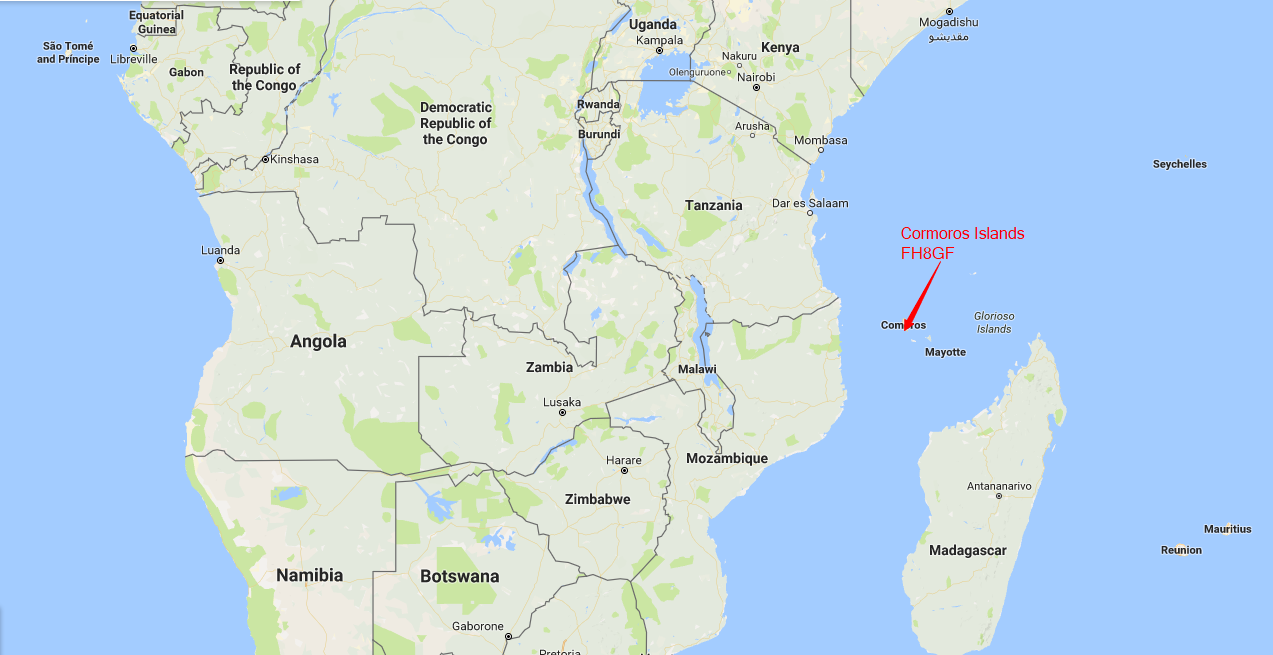 Equatorial
Guinea
Uganda
Kampala
Mogadishu
مقديشو
São Tomé
and Príncipe
Libreville
Kenya
Nakuru
Gabon
Republic of
the Congo
Olenguruone
Nairobi
Democratic
Republic of
the Congo
Rwanda
Burundi
Arusha
Mombasa
Kinshasa
Seychelles
Tanzania
Dar es Salaam
Cormoros Islands
FH8GF
Luanda
Comoros
Glorioso
Islands
Angola
Mayotte
Zambia
Malawi
Lusaka
Harare
Mozambique
Zimbabwe
Antananarivo
Mauritius
Madagascar
Reunion
Namibia
Botswana
Gaborone
Pretoria